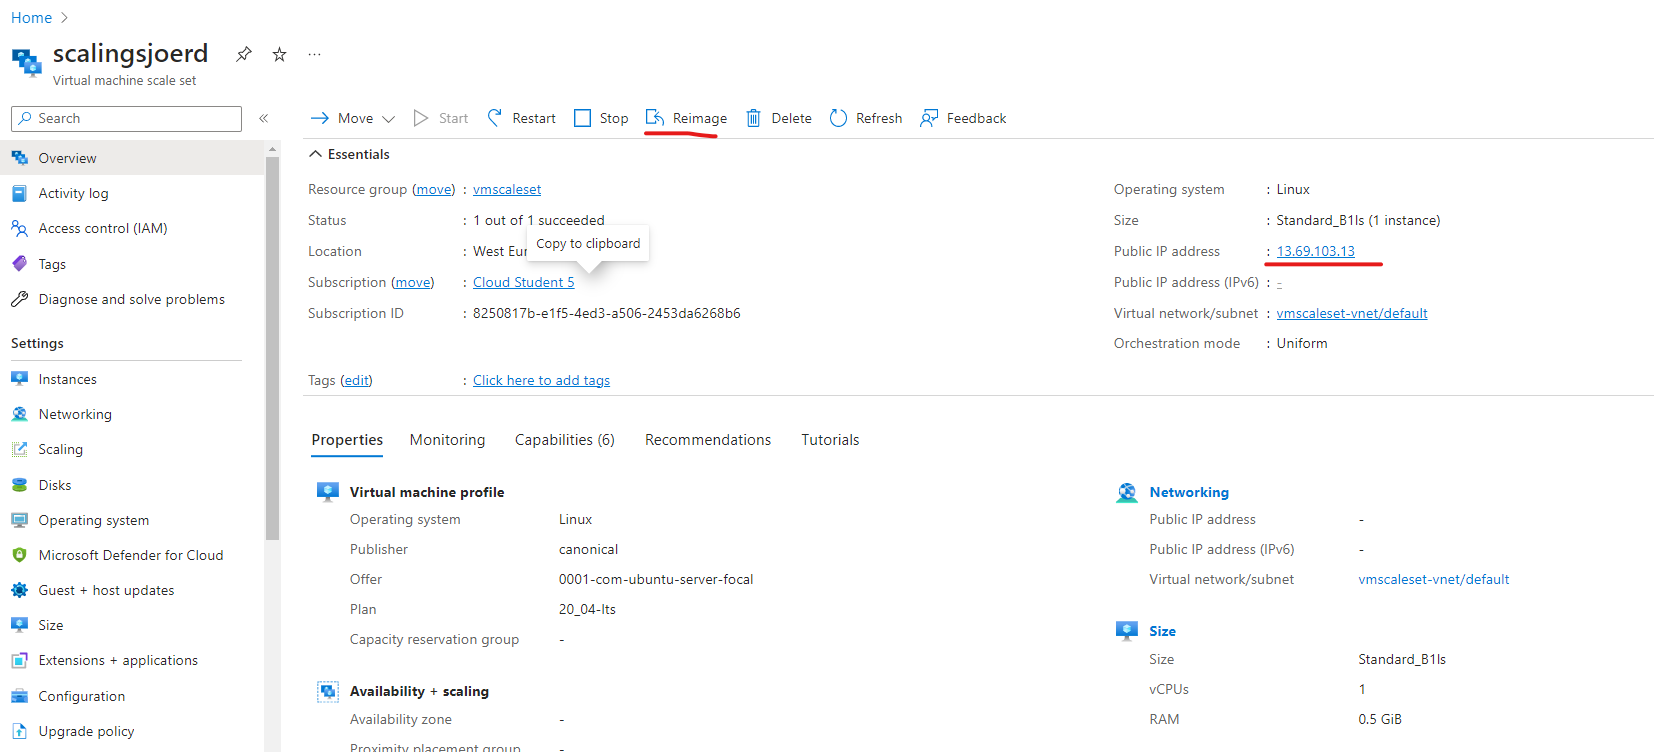 Home >
scalingsjoerd ...
Virtual machine scale set
Search «
Move Start Restart Stop Reimage Delete Refresh Feedback
Overview
Activity log
Access control (IAM)
Tags
Diagnose and solve problems
Settings
Instances
Networking
Scaling
Disks
Operating system
Microsoft Defender for Cloud
Guest + host updates
Size
Extensions + applications
Configuration
Upgrade policy
Essentials
Resource group (move) : vmscaleset
Status : 1 out of 1 succeeded
Copy to clipboard
Location : West Eur
Subscription (move) : Cloud Student 5
Subscription ID : 8250817b-e1f5-4ed3-a506-2453da6268b6
Tags (edit) : Click here to add tags
Operating system : Linux
Size : Standard_B1ls (1 instance)
Public IP address : 13.69.103.13
Public IP address (IPv6) : -
Virtual network/subnet : vmscaleset-vnet/default
Orchestration mode : Uniform
Properties Monitoring Capabilities (6) Recommendations Tutorials
Virtual machine profile
Operating system Linux
Publisher canonical
Offer 0001-com-ubuntu-server-focal
Plan 20_04-lts
Capacity reservation group -
Availability + scaling
Availability zone -
Proximity placement group -
Networking
Public IP address -
Public IP address (IPv6) -
Virtual network/subnet vmscaleset-vnet/default
Size
Size Standard_B1ls
vCPUs 1
RAM 0.5 GiB